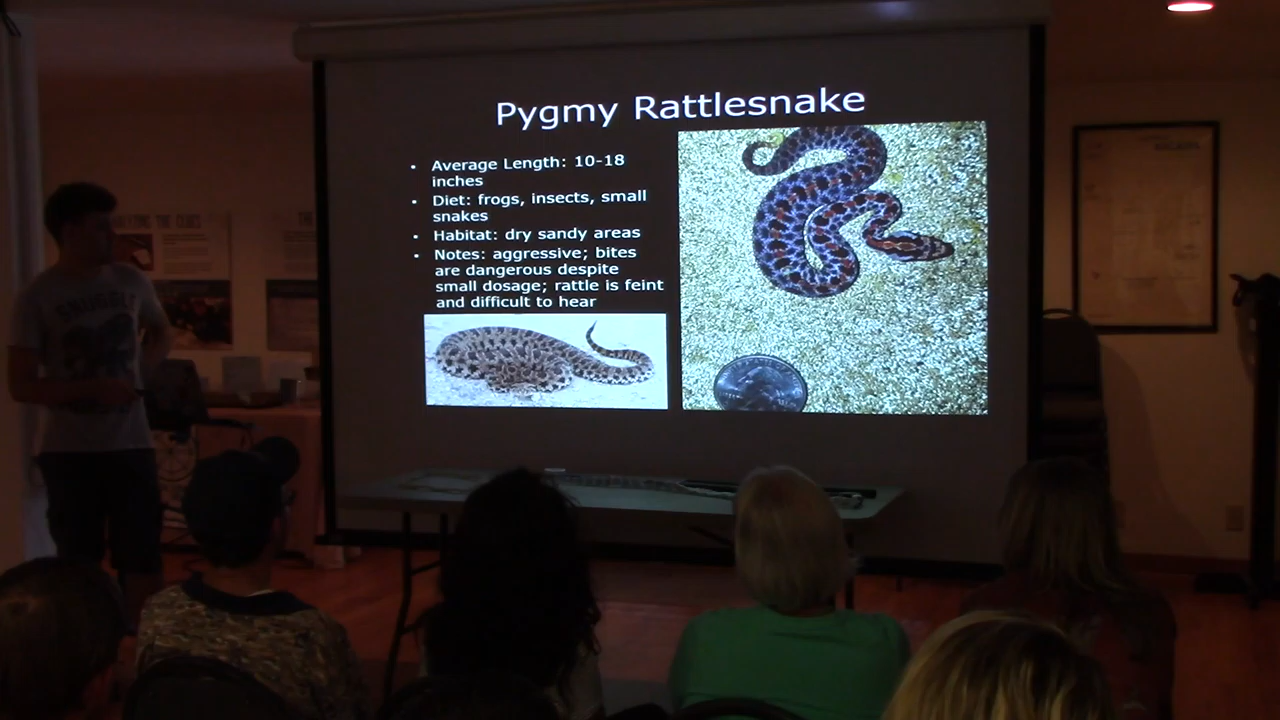 Pygmy Rattlesnake
• Average Length: 10-18
inches
• Diet: frogs, insects, small
snakes
• Habitat: dry sandy areas
• Notes: aggressive; bites
are dangerous despite
small dosage; rattle is feint
and difficult to hear
THE